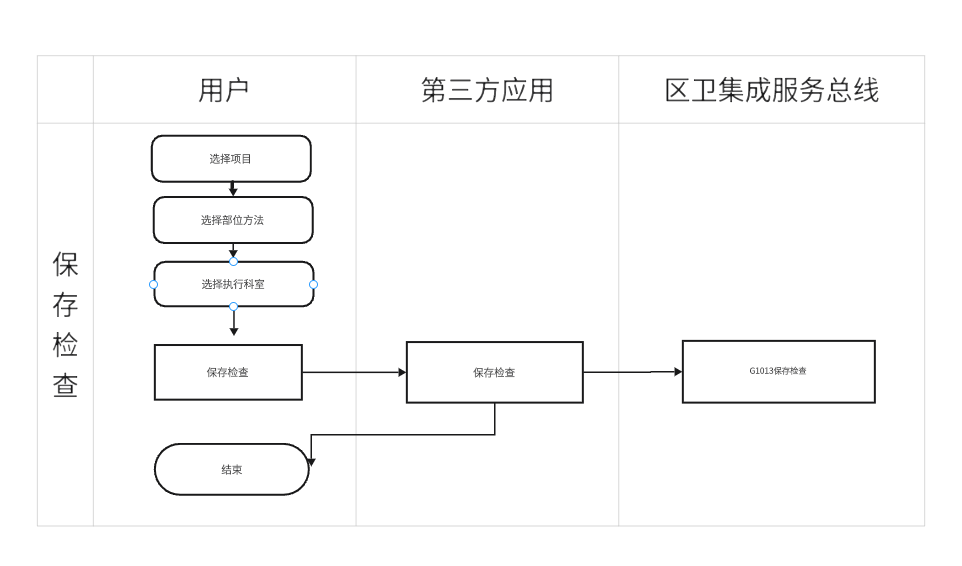 用户
第三方应用
区卫集成服务总线
保
存
检
查
选择项目
选择部位方法
选择执行科室
保存检查
保存检查
G1013保存检查
结束